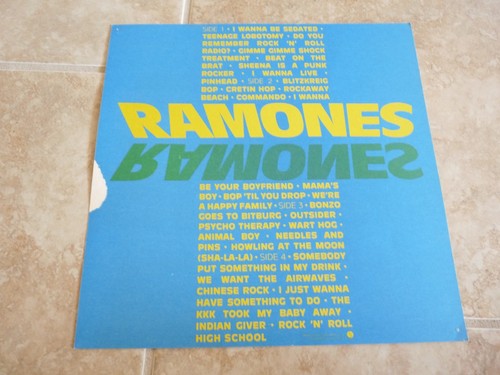 SIDE 1 · I WANNA BE SEDATED ·
TEENAGE LOBOTOMY · DO YOU
REMEMBER ROCK 'N' ROLL
RADIO? · GIMME GIMME SHOCK
TREATMENT · BEAT ON THE
BRAT · SHEENA IS A PUNK
ROCKER · I WANNA LIVE ·
PINHEAD · SIDE 2 · BLITZKREIG
BOP · CRETIN HOP · ROCKAWAY
BEACH · COMMANDO · I WANNA
RAMONES
RAMONES
BE YOUR BOYFRIEND · MAMA'S
BOY · BOP 'TIL YOU DROP · WE'RE
A HAPPY FAMILY · SIDE 3 · BONZO
GOES TO BITBURG · OUTSIDER ·
PSYCHO THERAPY · WART HOG ·
ANIMAL BOY · NEEDLES AND
PINS · HOWLING AT THE MOON
(SHA-LA-LA) · SIDE 4 · SOMEBODY
PUT SOMETHING IN MY DRINK ·
WE WANT THE AIRWAVES ·
CHINESE ROCK · I JUST WANNA
HAVE SOMETHING TO DO · THE
KKK TOOK MY BABY AWAY ·
INDIAN GIVER · ROCK 'N' ROLL
HIGH SCHOOL